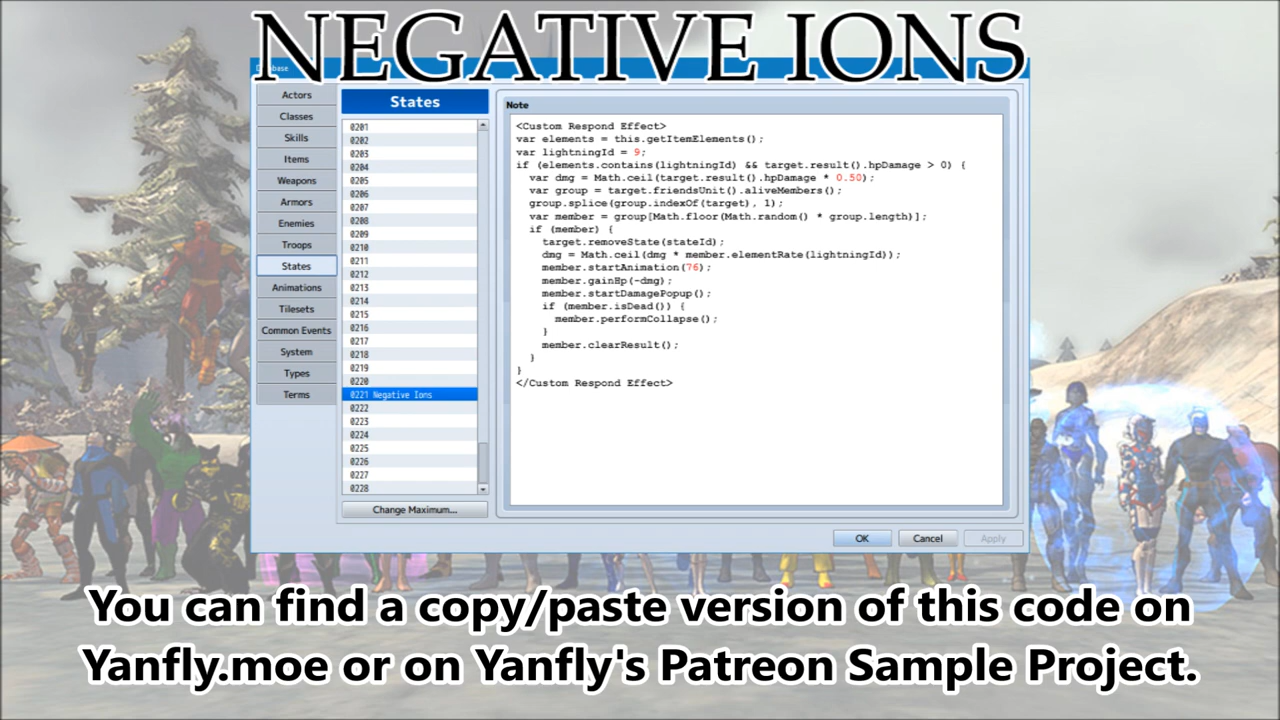 NEGATIVE IONS
Actors
Classes
Skills
Items
Weapons
Armors
Enemies
Troops
States
Animations
Tilesets
Common Events
System
Types
Terms
States
0201
0202
0203
0204
0205
0206
0207
0208
0209
0210
0211
0212
0213
0214
0215
0216
0217
0218
0219
0220
0221 Negative Ions
0222
0223
0224
0225
0226
0227
0228
Change Maximum...
Note
<Custom Respond Effect>
var elements = this.getItemElements();
var lightningId = 9;
if (elements.contains(lightningId) && target.result().hpDamage > 0) {
  var dmg = Math.ceil(target.result().hpDamage * 0.50);
  var group = target.friendsUnit().aliveMembers();
  group.splice(group.indexOf(target), 1);
  var member = group[Math.floor(Math.random() * group.length)];
  if (member) {
    target.removeState(stateId);
    dmg = Math.ceil(dmg * member.elementRate(lightningId));
    member.startAnimation(76);
    member.gainHp(-dmg);
    member.startDamagePopup();
    if (member.isDead()) {
      member.performCollapse();
    }
    member.clearResult();
  }
}
</Custom Respond Effect>
OK
Cancel
Apply
You can find a copy/paste version of this code on
Yanfly.moe or on Yanfly's Patreon Sample Project.